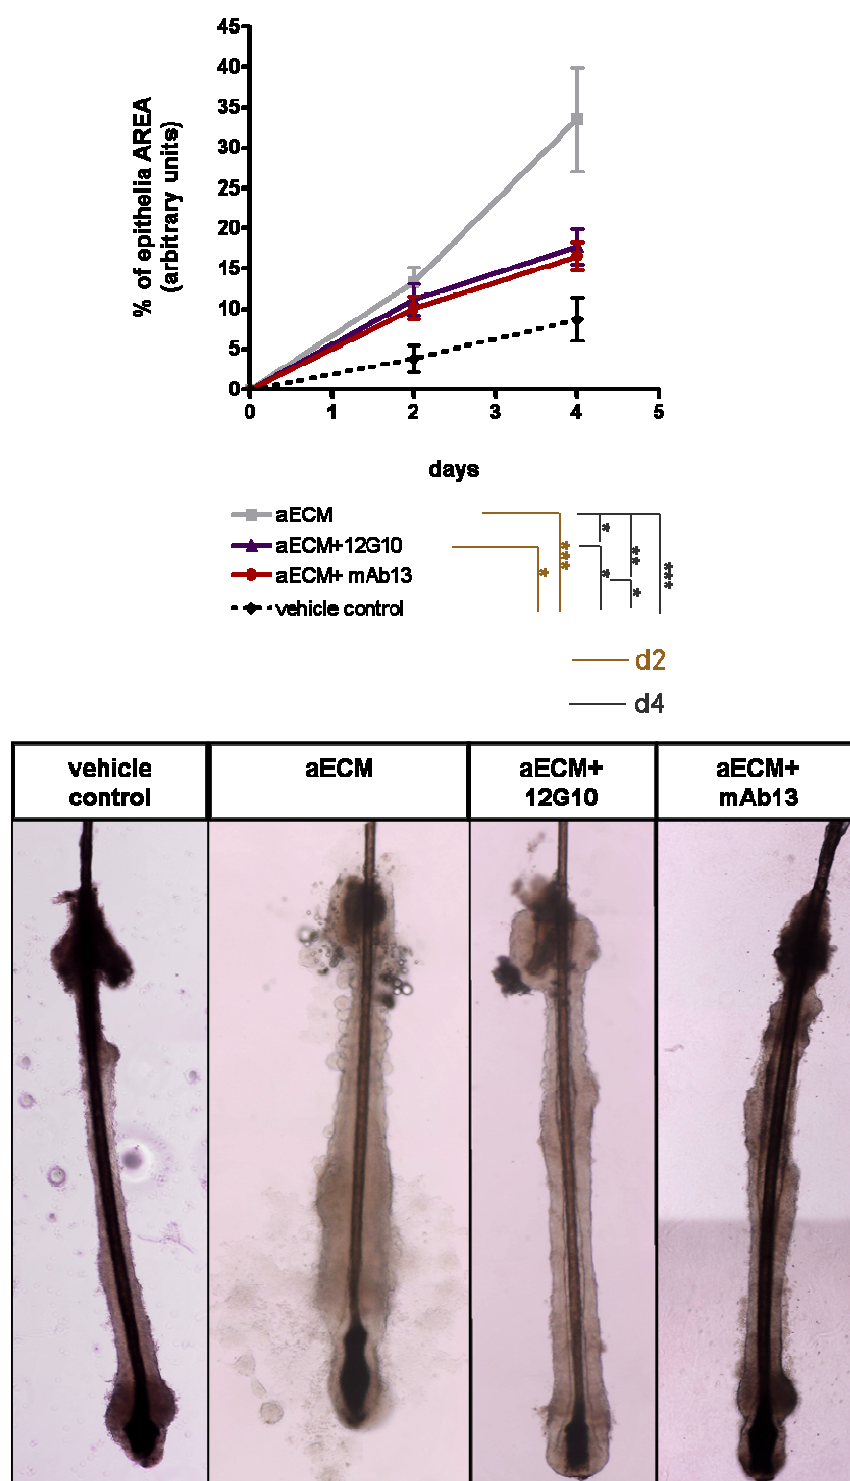 45
40
35
30
25
20
15
10
5
0
% of epithelia AREA
(arbitrary units)
0 1 2 3 4 5
days
aECM
aECM+12G10
aECM+ mAb13
vehicle control
*
***
*
*
**
*
***
d2
d4
vehicle
control
aECM
aECM+
12G10
aECM+
mAb13